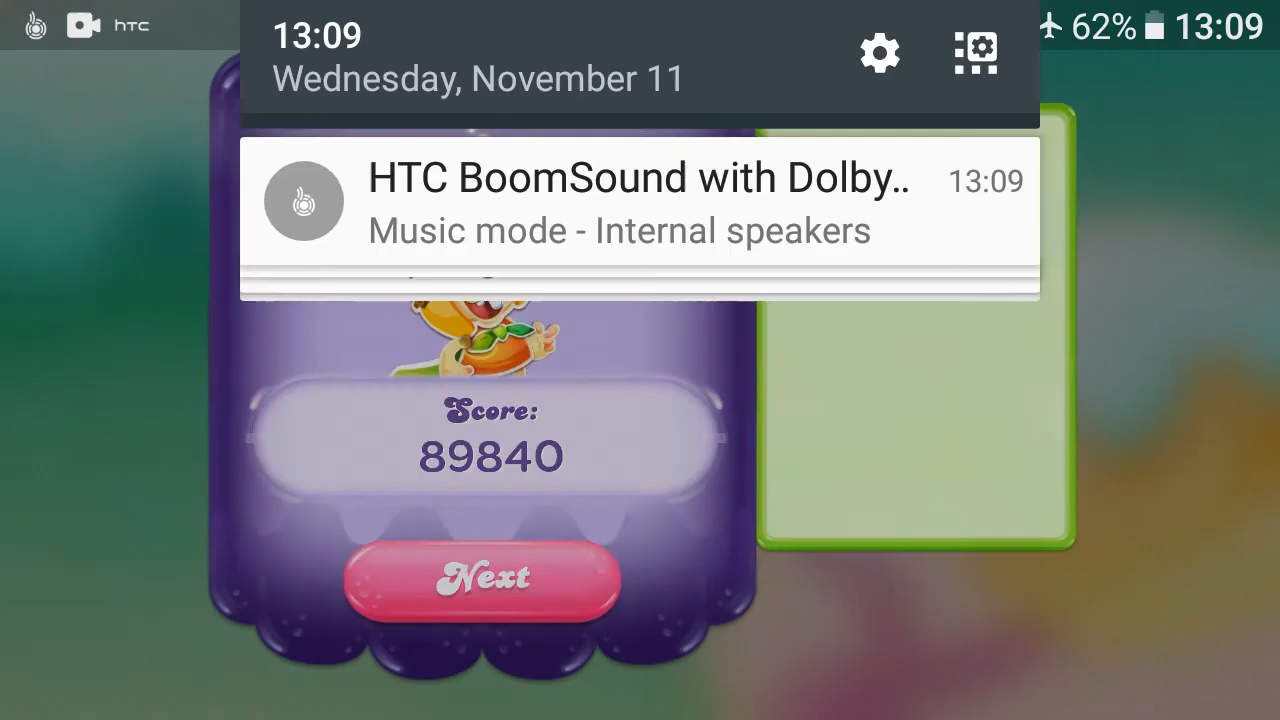 hTC
62%
13:09
13:09
Wednesday, November 11
HTC BoomSound with Dolby..
13:09
Music mode - Internal speakers
Score:
89840
Next